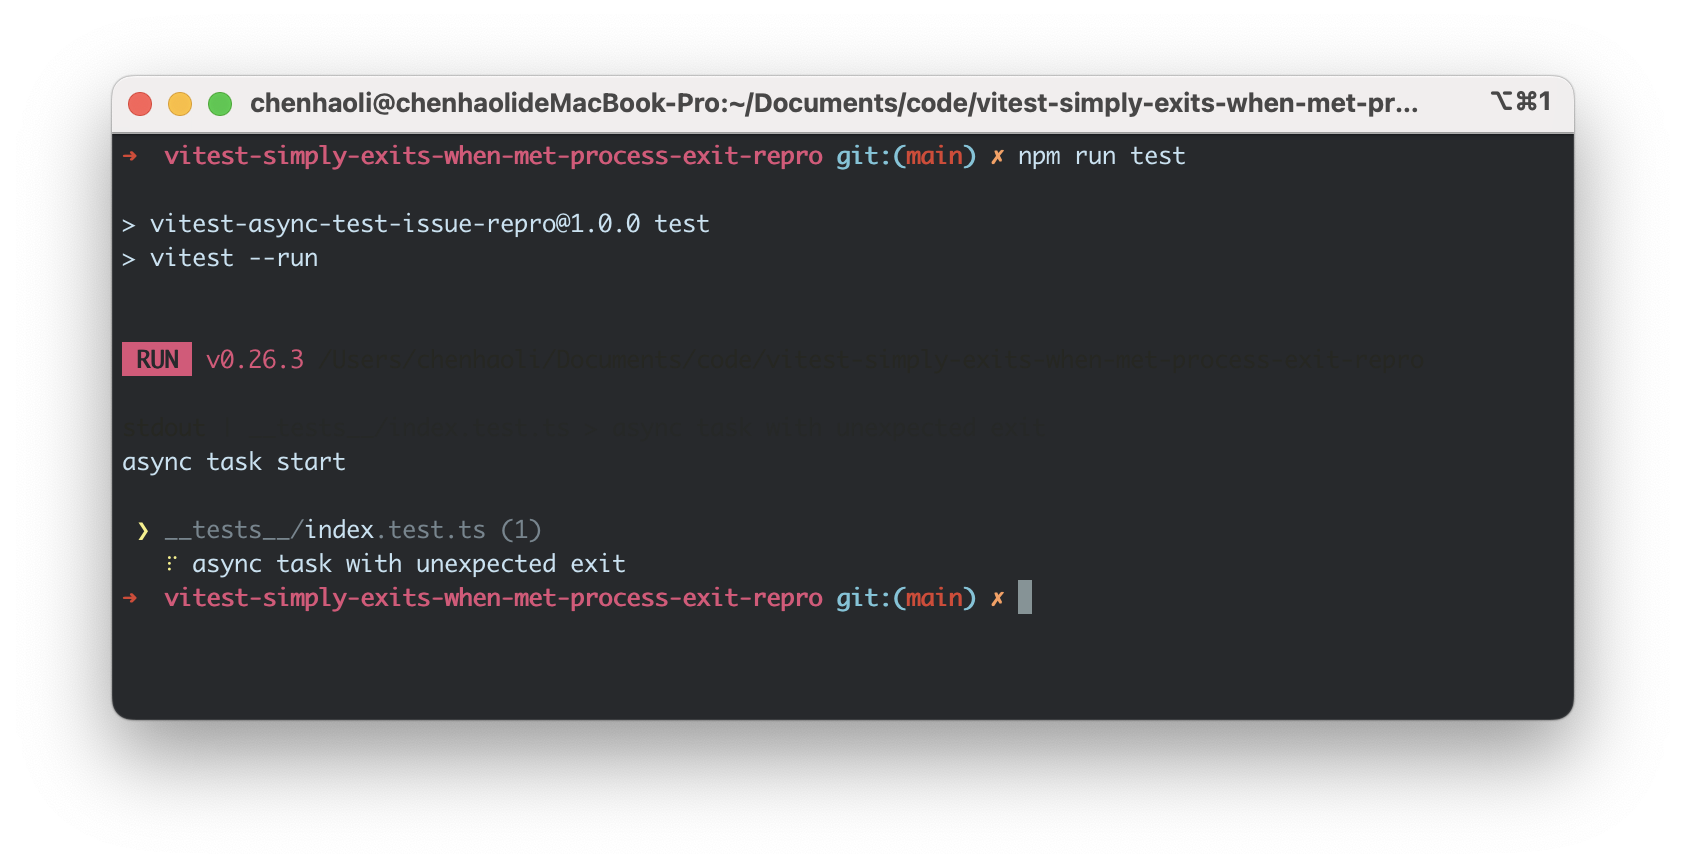 chenhaoli@chenhaolideMacBook-Pro:~/Documents/code/vitest-simply-exits-when-met-pr... ⌥⌘1
➜ vitest-simply-exits-when-met-process-exit-repro git:(main) ✗ npm run test
> vitest-async-test-issue-repro@1.0.0 test
> vitest --run
RUN v0.26.3 /Users/chenhaoli/Documents/code/vitest-simply-exits-when-met-process-exit-repro
stdout | __tests__/index.test.ts > async task with unexpected exit
async task start
❯ __tests__/index.test.ts (1)
⠏ async task with unexpected exit
➜ vitest-simply-exits-when-met-process-exit-repro git:(main) ✗